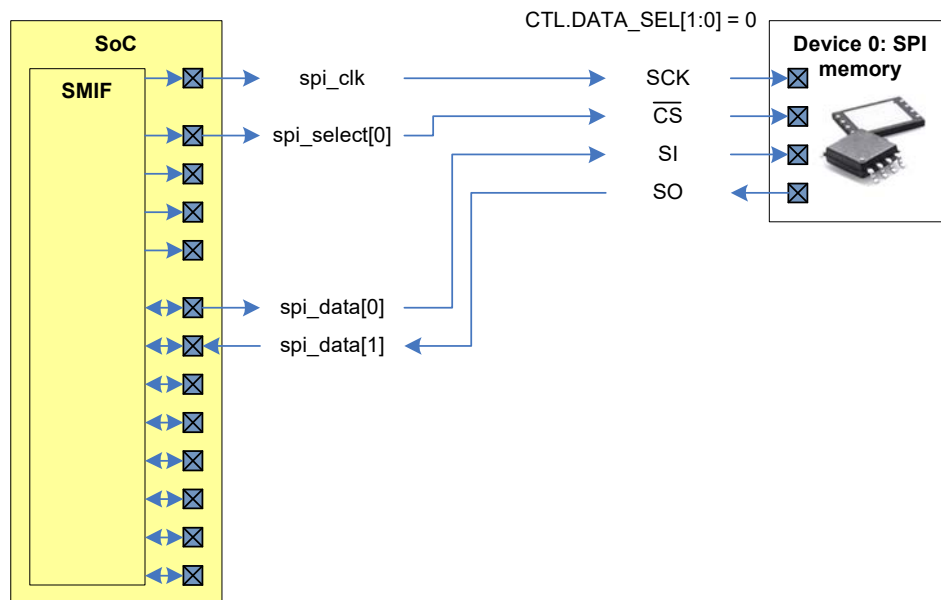 CTL.DATA_SEL[1:0] = 0
SoC
SMIF
Device 0: SPI
memory
spi_clk
SCK
spi_select[0]
C̅S̅
SI
SO
spi_data[0]
spi_data[1]